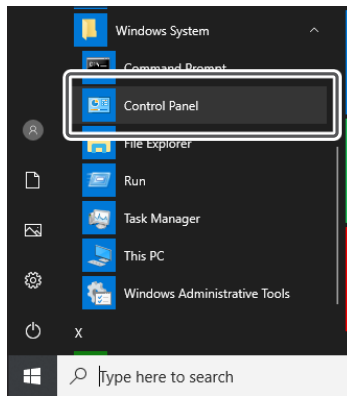 Windows System
Command Prompt
Control Panel
File Explorer
Run
Task Manager
This PC
Windows Administrative Tools
X
Type here to search